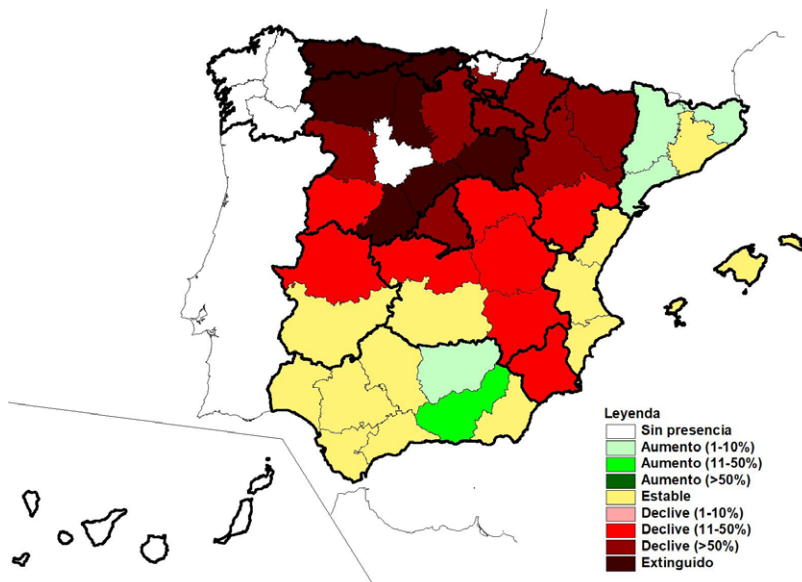 Leyenda
Sin presencia
Aumento (1-10%)
Aumento (11-50%)
Aumento (>50%)
Estable
Declive (1-10%)
Declive (11-50%)
Declive (>50%)
Extinguido